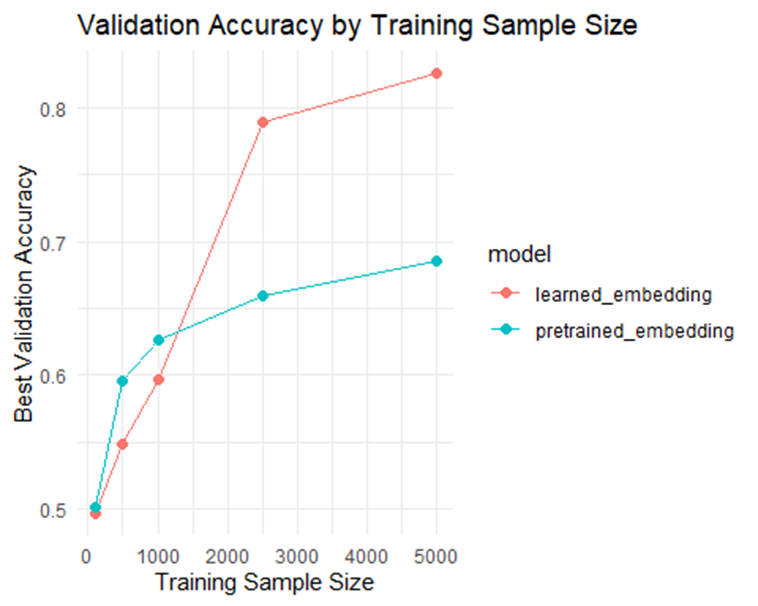 Validation Accuracy by Training Sample Size
Best Validation Accuracy
0.8
0.7
0.6
0.5
0 1000 2000 3000 4000 5000
Training Sample Size
model
learned_embedding
pretrained_embedding